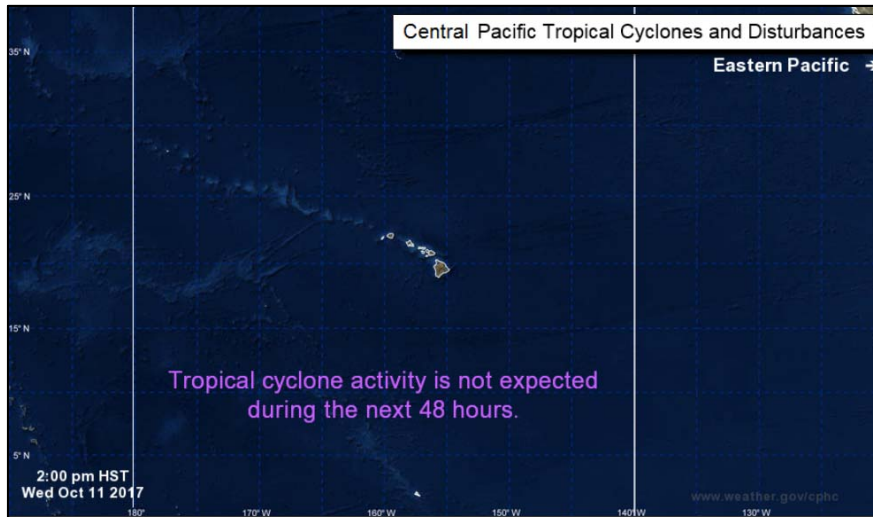 Central Pacific Tropical Cyclones and Disturbances
35° N
Eastern Pacific →
25° N
15° N
Tropical cyclone activity is not expected
during the next 48 hours.
5° N
2:00 pm HST
Wed Oct 11 2017
www.weather.gov/cphc
180° 170° W 160° W 150° W 140° W 130° W